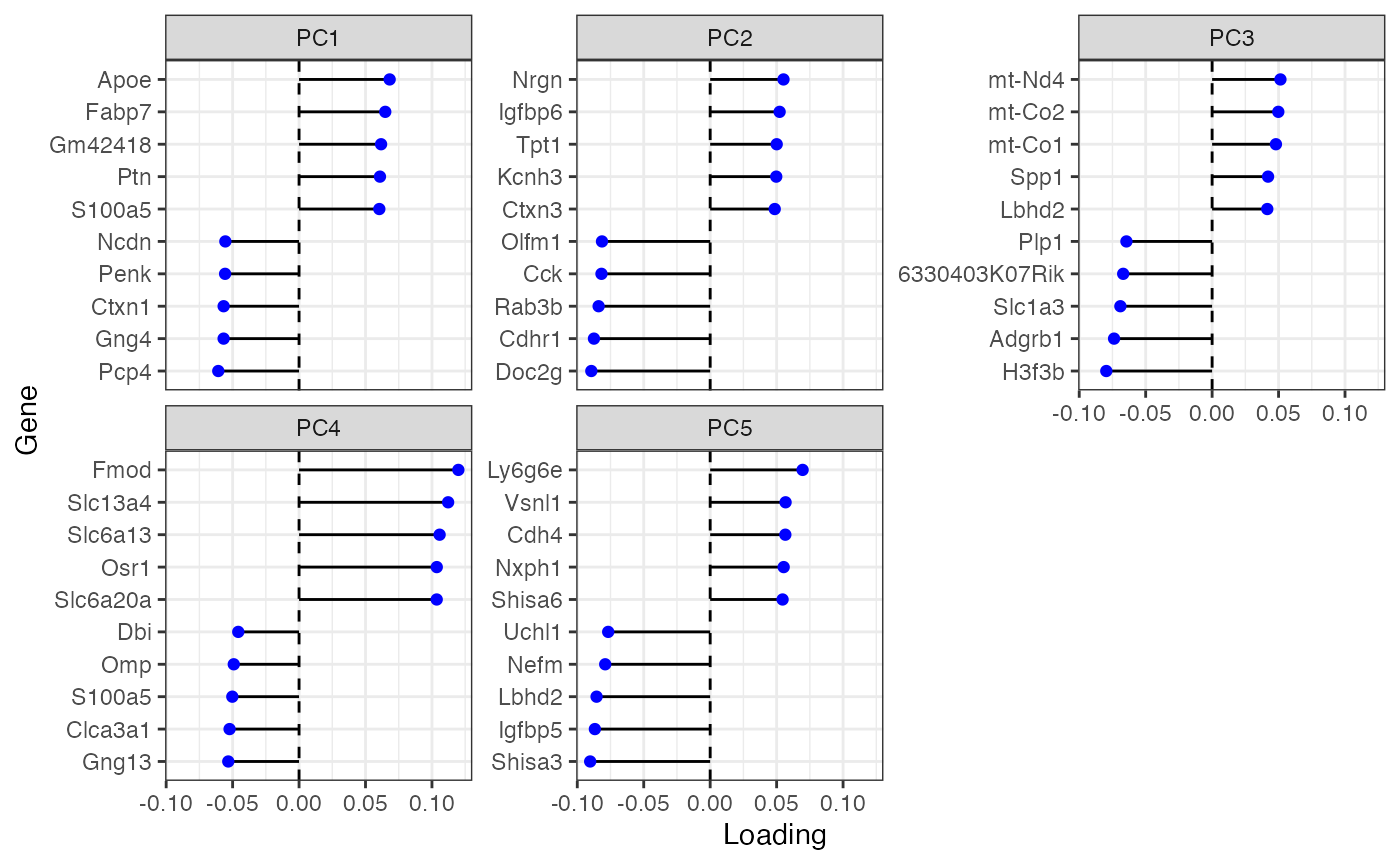 PC1
Apoe
Fabp7
Gm42418
Ptn
S100a5
Ncdn
Penk
Ctxn1
Gng4
Pcp4
PC2
Nrgn
Igfbp6
Tpt1
Kcnh3
Ctxn3
Olfm1
Cck
Rab3b
Cdhr1
Doc2g
PC3
mt-Nd4
mt-Co2
mt-Co1
Spp1
Lbhd2
Plp1
6330403K07Rik
Slc1a3
Adgrb1
H3f3b
-0.10 -0.05 0.00 0.05 0.10
Gene
PC4
Fmod
Slc13a4
Slc6a13
Osr1
Slc6a20a
Dbi
Omp
S100a5
Clca3a1
Gng13
-0.10 -0.05 0.00 0.05 0.10
PC5
Ly6g6e
Vsnl1
Cdh4
Nxph1
Shisa6
Uchl1
Nefm
Lbhd2
Igfbp5
Shisa3
-0.10 -0.05 0.00 0.05 0.10
Loading